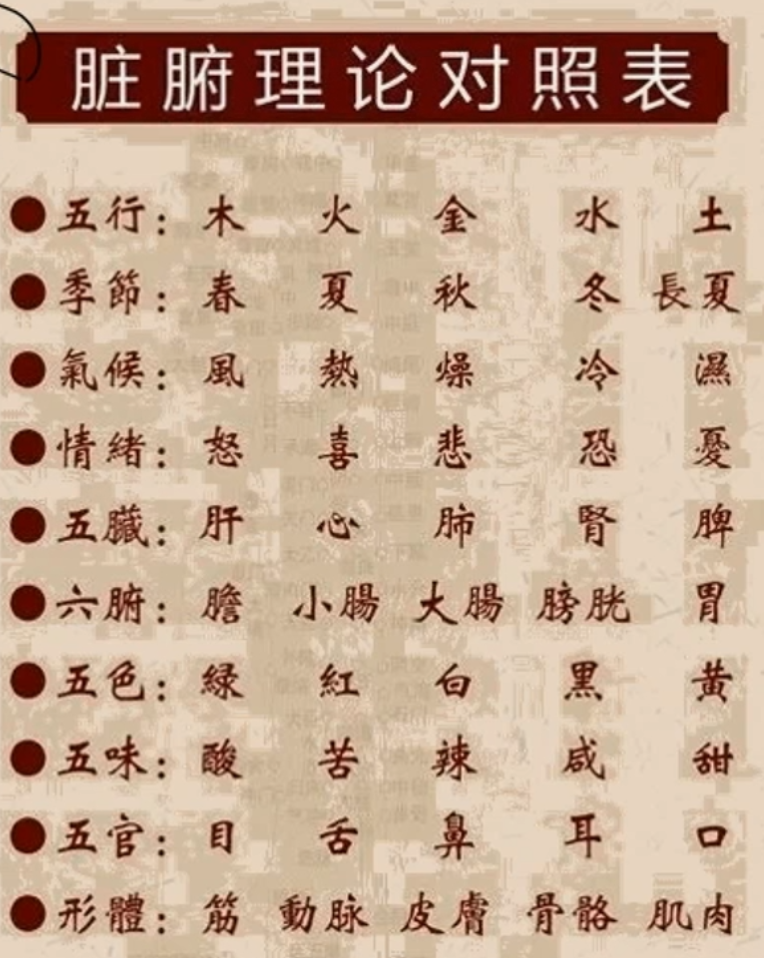 脏腑理论对照表
五行：木 火 金 水 土
季節：春 夏 秋 冬 長夏
氣候：風 熱 燥 冷 濕
情緒：怒 喜 悲 恐 憂
五臟：肝 心 肺 腎 脾
六腑：膽 小腸 大腸 膀胱 胃
五色：緑 紅 白 黑 黃
五味：酸 苦 辣 咸 甜
五官：目 舌 鼻 耳 口
形體：筋 動脉 皮膚 骨骼 肌肉